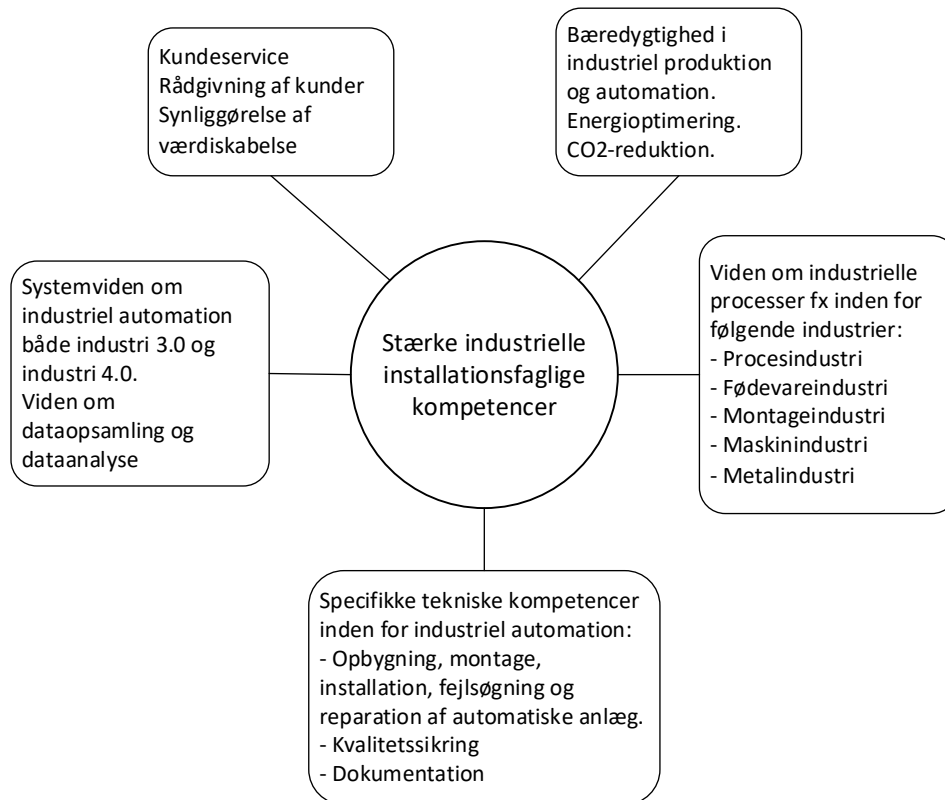 Kundeservice
Rådgivning af kunder
Synliggørelse af
værdiskabelse
Bæredygtighed i
industriel produktion
og automation.
Energioptimering.
CO2-reduktion.
Systemviden om
industriel automation
både industri 3.0 og
industri 4.0.
Viden om
dataopsamling og
dataanalyse
Stærke industrielle
installationsfaglige
kompetencer
Viden om industrielle
processer fx inden for
følgende industrier:
- Procesindustri
- Fødevareindustri
- Montageindustri
- Maskinindustri
- Metalindustri
Specifikke tekniske kompetencer
inden for industriel automation:
- Opbygning, montage,
installation, fejlsøgning og
reparation af automatiske anlæg.
- Kvalitetssikring
- Dokumentation